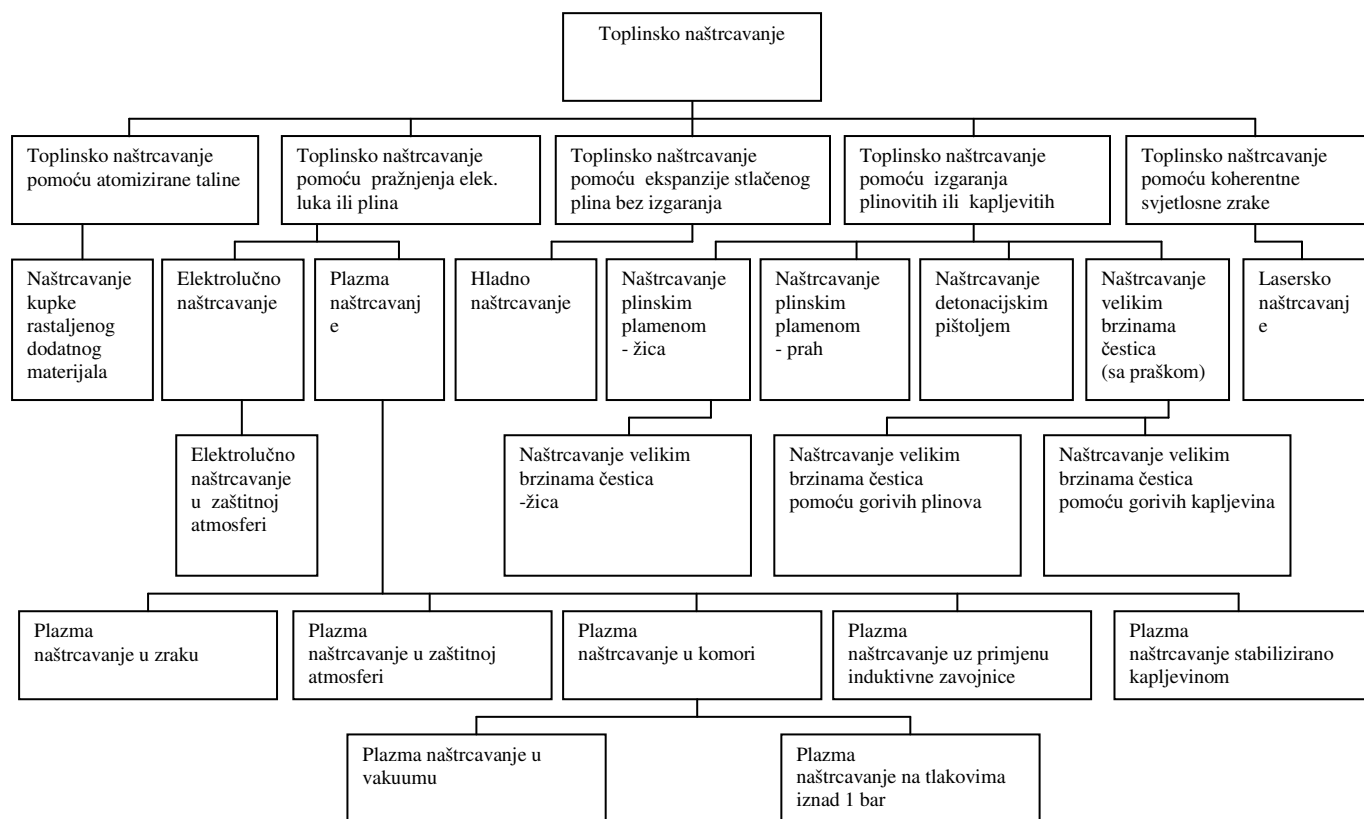 Toplinsko naštrcavanje
Toplinsko naštrcavanje
pomoću atomizirane taline
Toplinsko naštrcavanje
pomoću pražnjenja elek.
luka ili plina
Toplinsko naštrcavanje
pomoću ekspanzije stlačenog
plina bez izgaranja
Toplinsko naštrcavanje
pomoću izgaranja
plinovitih ili kapljevitih
Toplinsko naštrcavanje
pomoću koherentne
svjetlosne zrake
Naštrcavanje
kupke
rastaljenog
dodatnog
materijala
Elektrolučno
naštrcavanje
Plazma
naštrcavanj
e
Hladno
naštrcavanje
Naštrcavanje
plinskim
plamenom
- žica
Naštrcavanje
plinskim
plamenom
- prah
Naštrcavanje
detonacijskim
pištoljem
Naštrcavanje
velikim
brzinama
čestica
(sa praškom)
Lasersko
naštrcavanj
e
Elektrolučno
naštrcavanje
u zaštitnoj
atmosferi
Naštrcavanje velikim
brzinama čestica
-žica
Naštrcavanje velikim
brzinama čestica
pomoću gorivih plinova
Naštrcavanje velikim
brzinama čestica
pomoću gorivih kapljevina
Plazma
naštrcavanje u zraku
Plazma
naštrcavanje u zaštitnoj
atmosferi
Plazma
naštrcavanje u komori
Plazma
naštrcavanje uz primjenu
induktivne zavojnice
Plazma
naštrcavanje stabilizirano
kapljevinom
Plazma naštrcavanje u
vakuumu
Plazma
naštrcavanje na tlakovima
iznad 1 bar